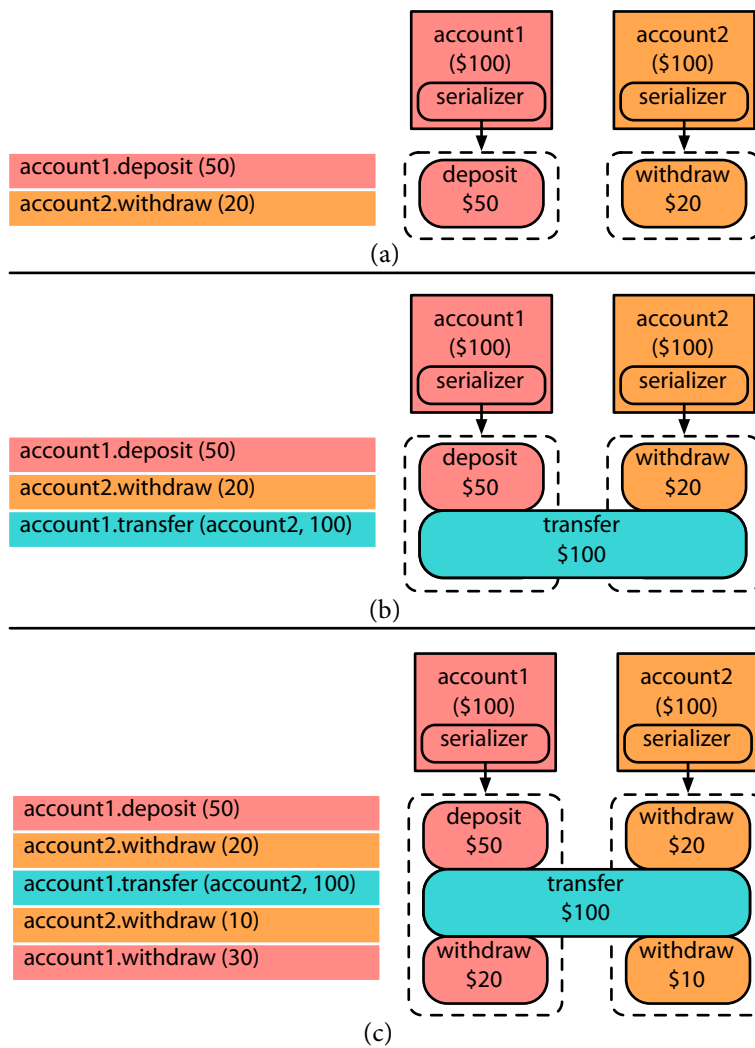 account1
($100)
serializer
account2
($100)
serializer
account1.deposit (50)
account2.withdraw (20)
deposit
$50
withdraw
$20
(a)
account1
($100)
serializer
account2
($100)
serializer
account1.deposit (50)
account2.withdraw (20)
account1.transfer (account2, 100)
deposit
$50
withdraw
$20
transfer
$100
(b)
account1
($100)
serializer
account2
($100)
serializer
account1.deposit (50)
account2.withdraw (20)
account1.transfer (account2, 100)
account2.withdraw (10)
account1.withdraw (30)
deposit
$50
withdraw
$20
transfer
$100
withdraw
$20
withdraw
$10
(c)